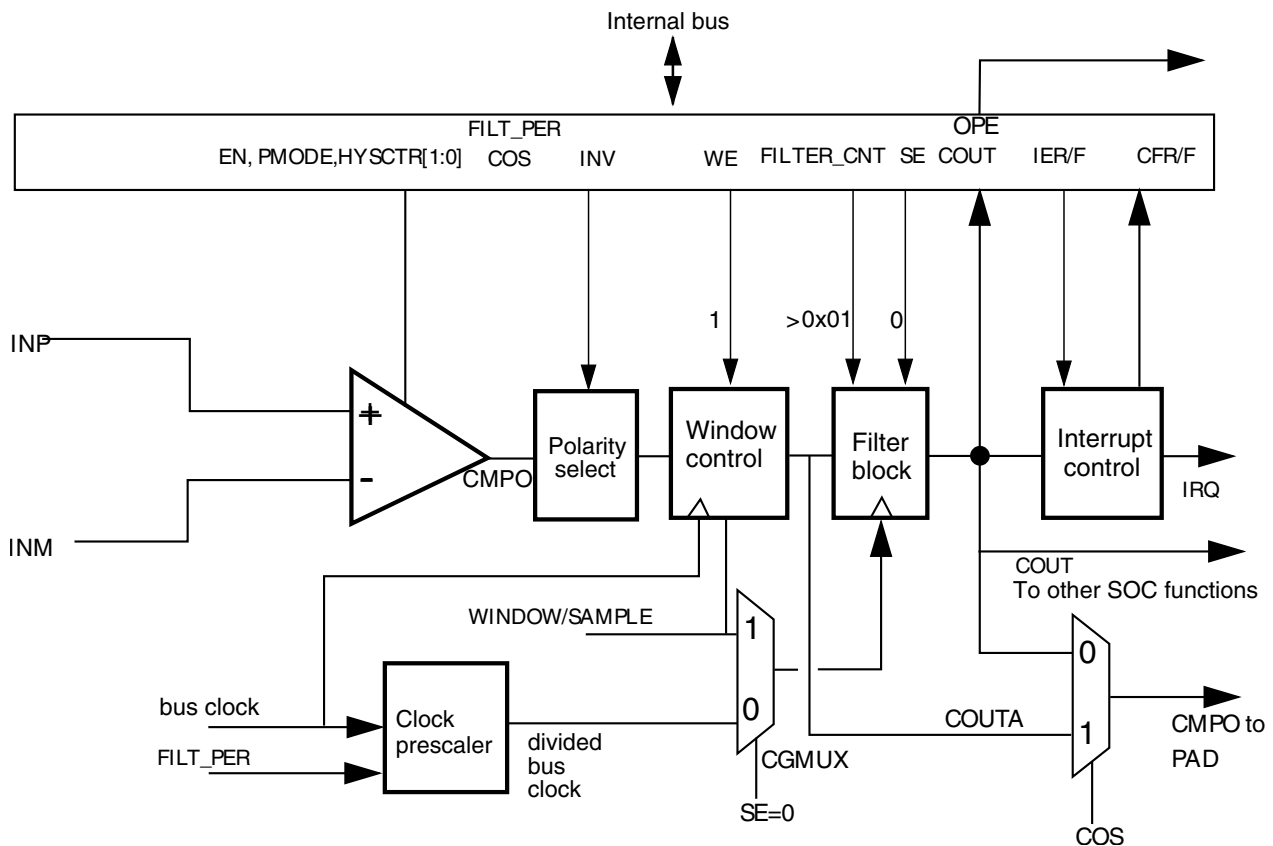 Internal bus
FILT_PER
OPE
EN, PMODE,HYSCTR[1:0]
COS
INV
WE
FILTER_CNT
SE
COUT
IER/F
CFR/F
1
>0x01
0
INP
INM
+
-
CMPO
Polarity
select
Window
control
Filter
block
Interrupt
control
IRQ
COUT
To other SOC functions
WINDOW/SAMPLE
1
0
CGMUX
SE=0
bus clock
FILT_PER
Clock
prescaler
divided
bus
clock
COUTA
0
1
CMPO to
PAD
COS